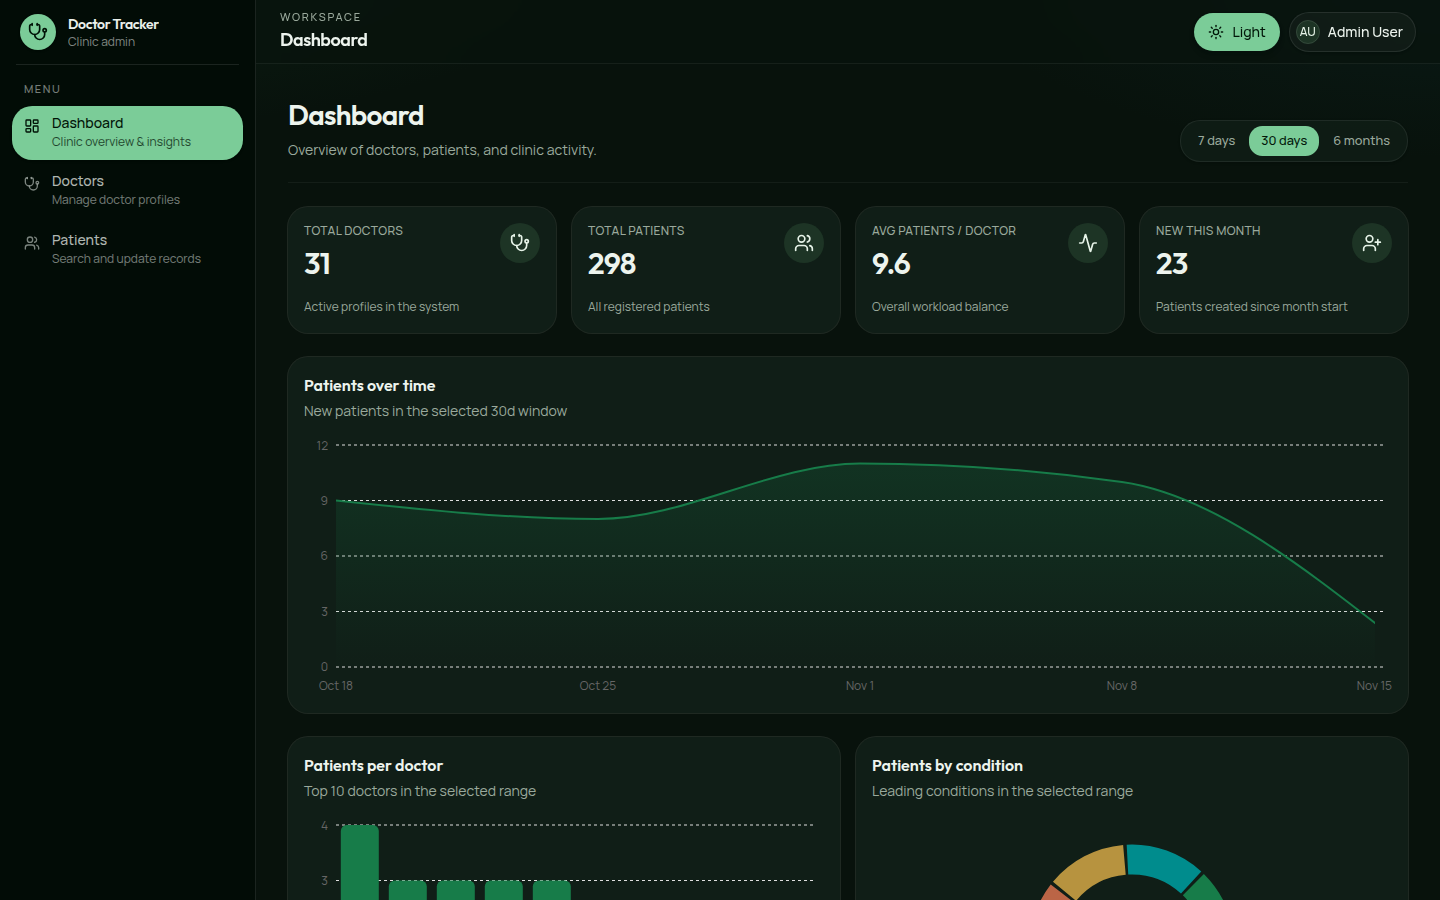 Doctor Tracker
Clinic admin
MENU
Dashboard
Clinic overview & insights
Doctors
Manage doctor profiles
Patients
Search and update records
WORKSPACE
Dashboard
Light
AU
Admin User
Dashboard
Overview of doctors, patients, and clinic activity.
7 days
30 days
6 months
TOTAL DOCTORS
31
Active profiles in the system
TOTAL PATIENTS
298
All registered patients
AVG PATIENTS / DOCTOR
9.6
Overall workload balance
NEW THIS MONTH
23
Patients created since month start
Patients over time
New patients in the selected 30d window
12
9
6
3
0
Oct 18
Oct 25
Nov 1
Nov 8
Nov 15
Patients per doctor
Top 10 doctors in the selected range
4
3
Patients by condition
Leading conditions in the selected range